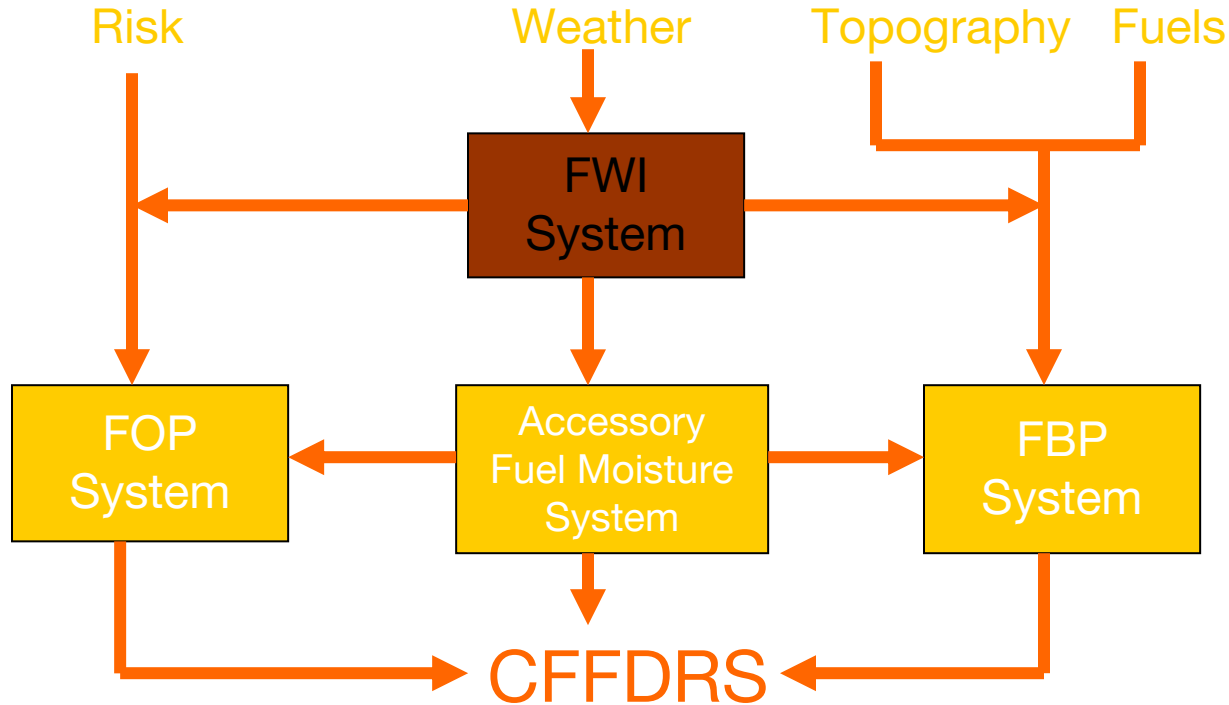 Risk
Weather
Topography
Fuels
FWI
System
FOP
System
Accessory
Fuel Moisture
System
FBP
System
CFFDRS